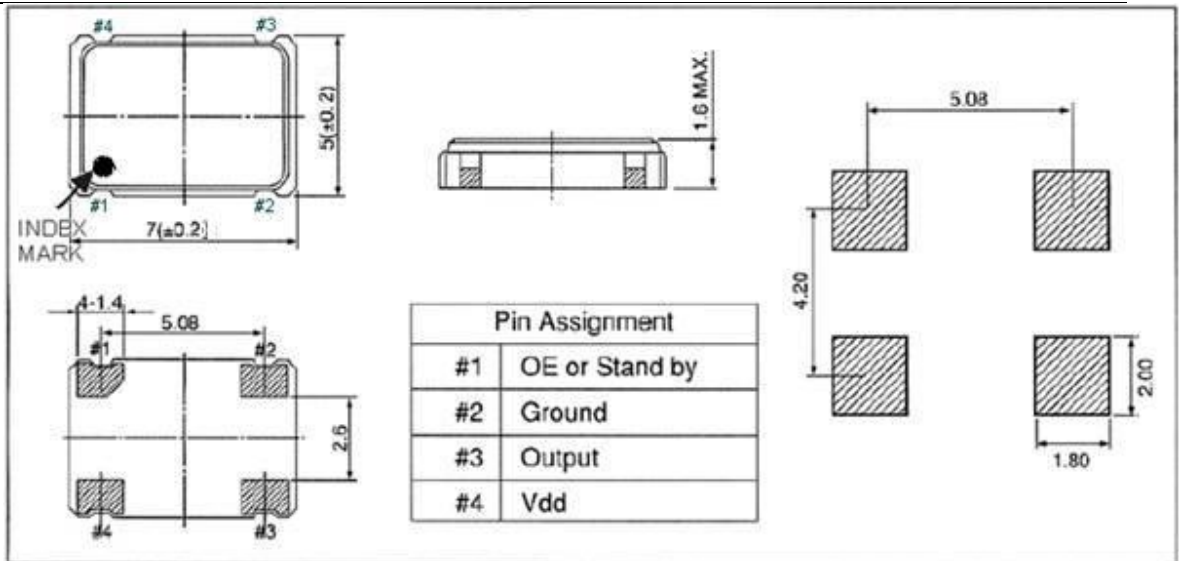 #4 #3
5(±0.2)
#1 #2
INDEX
MARK
7(±0.2)
1.6 MAX.
5.08
4.20
2.00
1.80
4-1.4
5.08
#1 #2
2.6
#4 #3
Pin Assignment
#1 OE or Stand by
#2 Ground
#3 Output
#4 Vdd